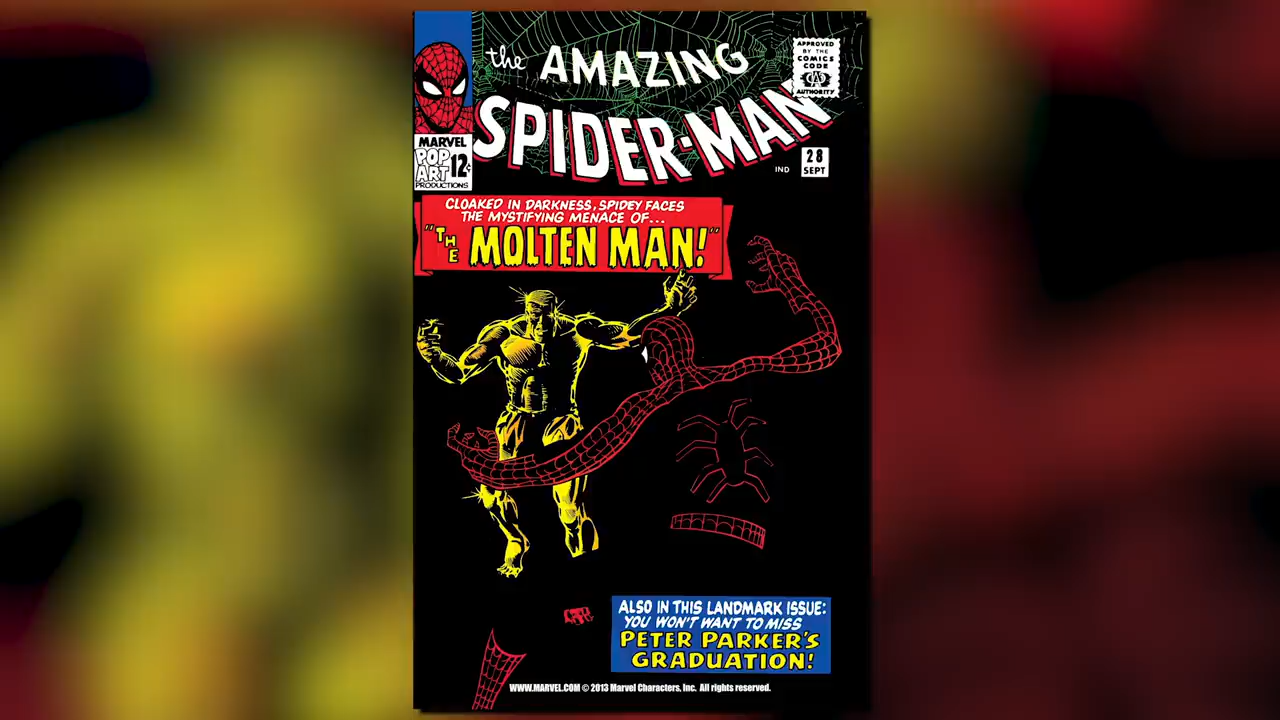 the AMAZING
SPIDER-MAN
APPROVED
BY THE
COMICS
CODE
CA
AUTHORITY
MARVEL
POP
ART 12¢
PRODUCTIONS
IND
28
SEPT
CLOAKED IN DARKNESS, SPIDEY FACES
THE MYSTIFYING MENACE OF...
"THE MOLTEN MAN!"
ALSO IN THIS LANDMARK ISSUE:
YOU WON'T WANT TO MISS
PETER PARKER'S
GRADUATION!
WWW.MARVEL.COM © 2013 Marvel Characters, Inc. All rights reserved.